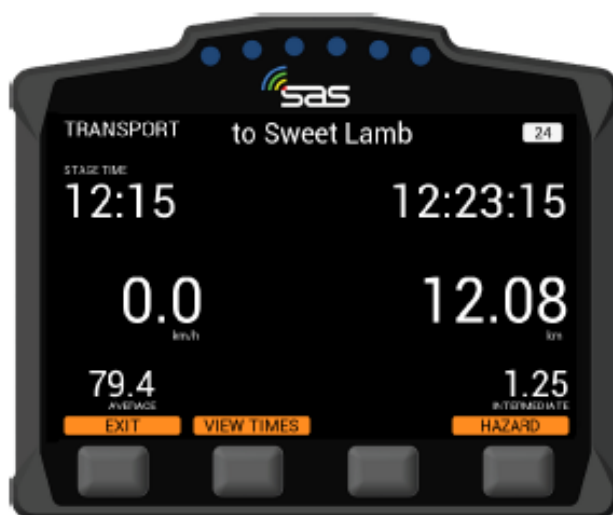 sas
TRANSPORT to Sweet Lamb 24
STAGE TIME
12:15 12:23:15
0.0 12.08
km/h km
79.4 1.25
AVERAGE INTERMEDIATE
EXIT VIEW TIMES HAZARD